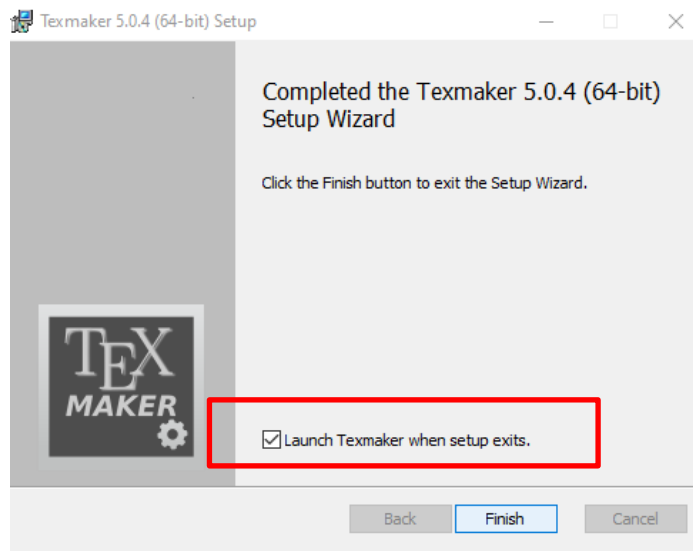 Texmaker 5.0.4 (64-bit) Setup
Completed the Texmaker 5.0.4 (64-bit)
Setup Wizard
Click the Finish button to exit the Setup Wizard.
TEX
MAKER
Launch Texmaker when setup exits.
Back
Finish
Cancel